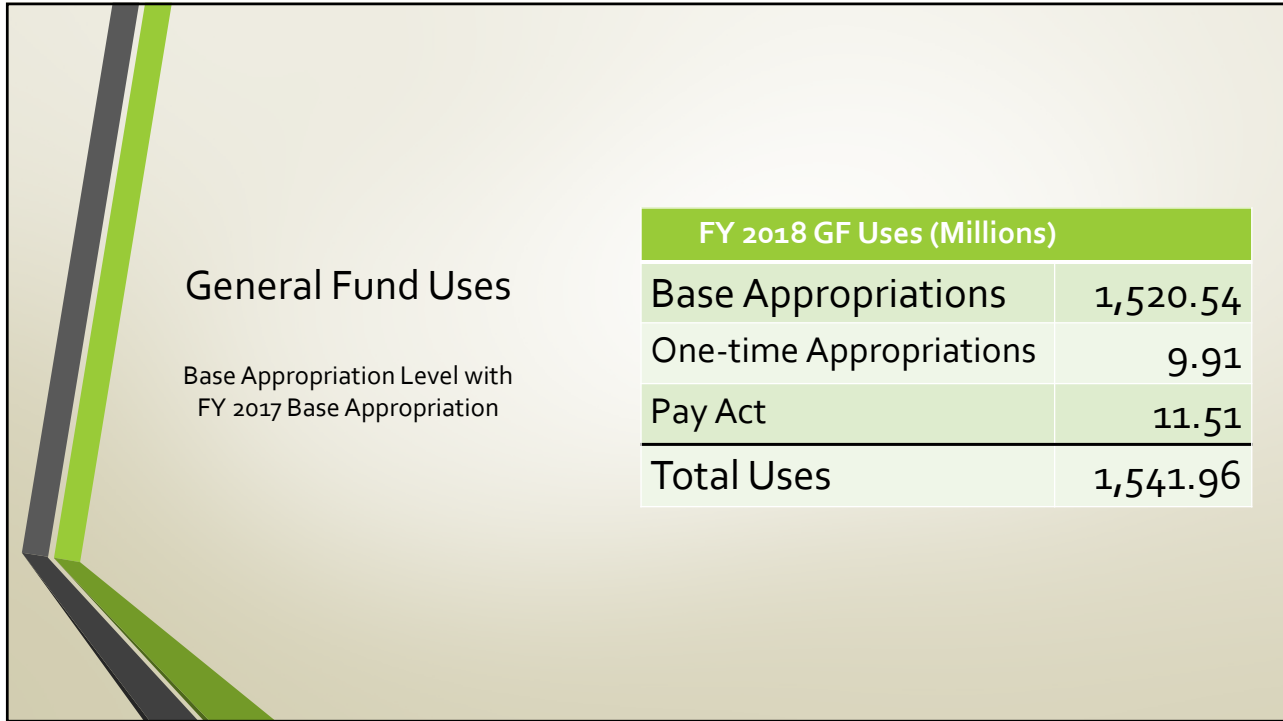 General Fund Uses
Base Appropriation Level with
FY 2017 Base Appropriation
FY 2018 GF Uses (Millions)
Base Appropriations 1,520.54
One-time Appropriations 9.91
Pay Act 11.51
Total Uses 1,541.96